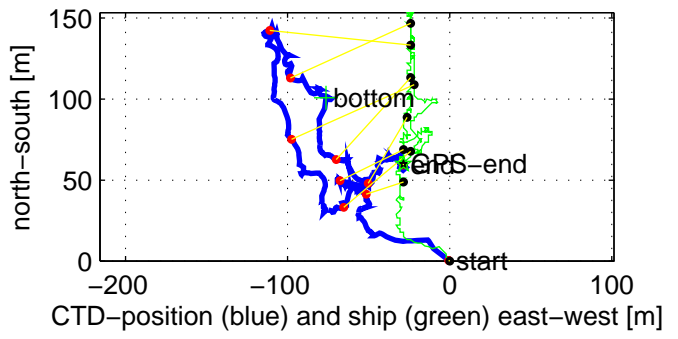 150
100
50
0
north−south [m]
bottom
GPS−end
end
start
−200
−100
0
100
CTD−position (blue) and ship (green) east−west [m]